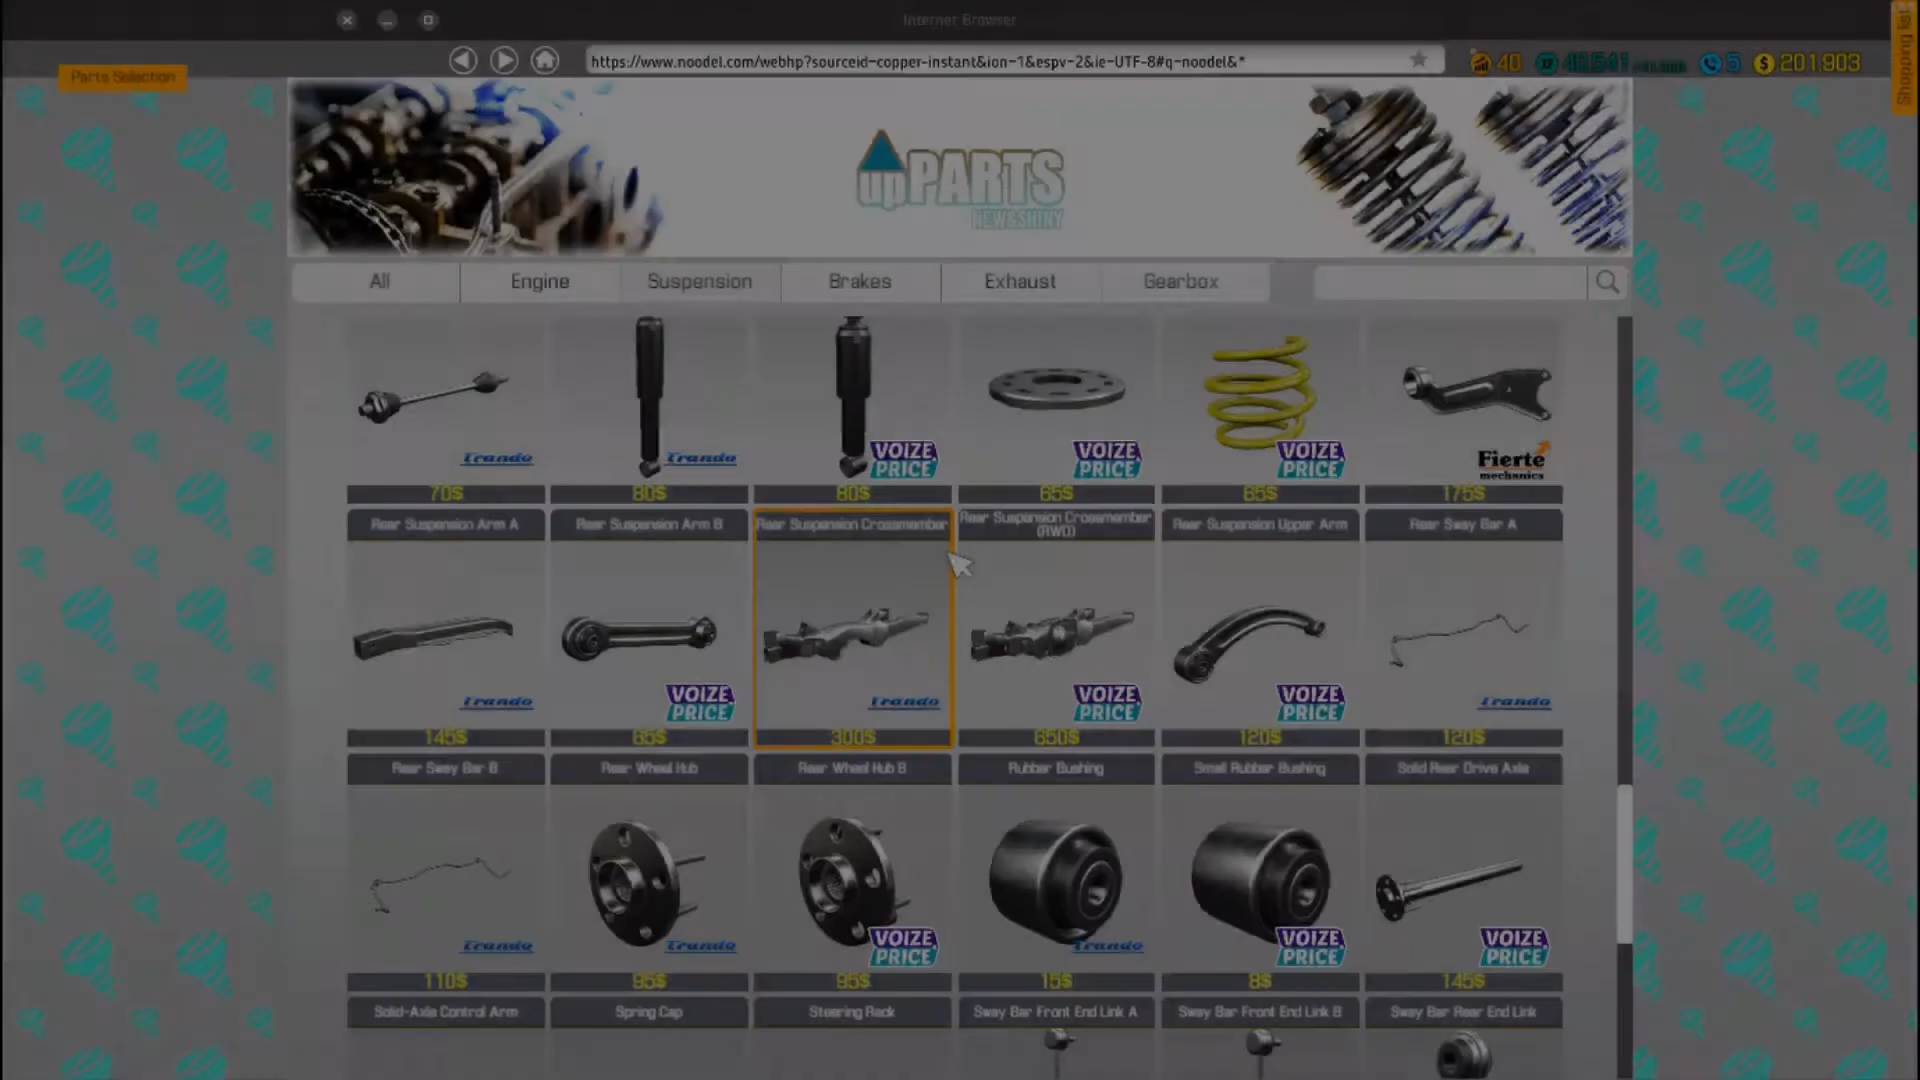 Internet Browser
https://www.noodel.com/webhp?sourceid-copper-instant&ion-1&espv-2&ie-UTF-8#q-noodel&*
40
5
$ 201,903
Parts Selection
Shopping list
upPARTS
NEW&SHINY
All
Engine
Suspension
Brakes
Exhaust
Gearbox
Trando
Trando
VOIZE PRICE
VOIZE PRICE
VOIZE PRICE
Fierte mechanics
70$
80$
80$
65$
65$
175$
Rear Suspension Arm A
Rear Suspension Arm B
Rear Suspension Crossmember
Rear Suspension Crossmember (RWD)
Rear Suspension Upper Arm
Rear Sway Bar A
Trando
VOIZE PRICE
Trando
VOIZE PRICE
VOIZE PRICE
Trando
145$
65$
300$
650$
120$
120$
Rear Sway Bar B
Rear Wheel Hub
Rear Wheel Hub B
Rubber Bushing
Small Rubber Bushing
Solid Rear Drive Axle
Trando
Trando
VOIZE PRICE
Trando
VOIZE PRICE
VOIZE PRICE
110$
95$
95$
15$
8$
145$
Solid-Axle Control Arm
Spring Cap
Steering Rack
Sway Bar Front End Link A
Sway Bar Front End Link B
Sway Bar Rear End Link